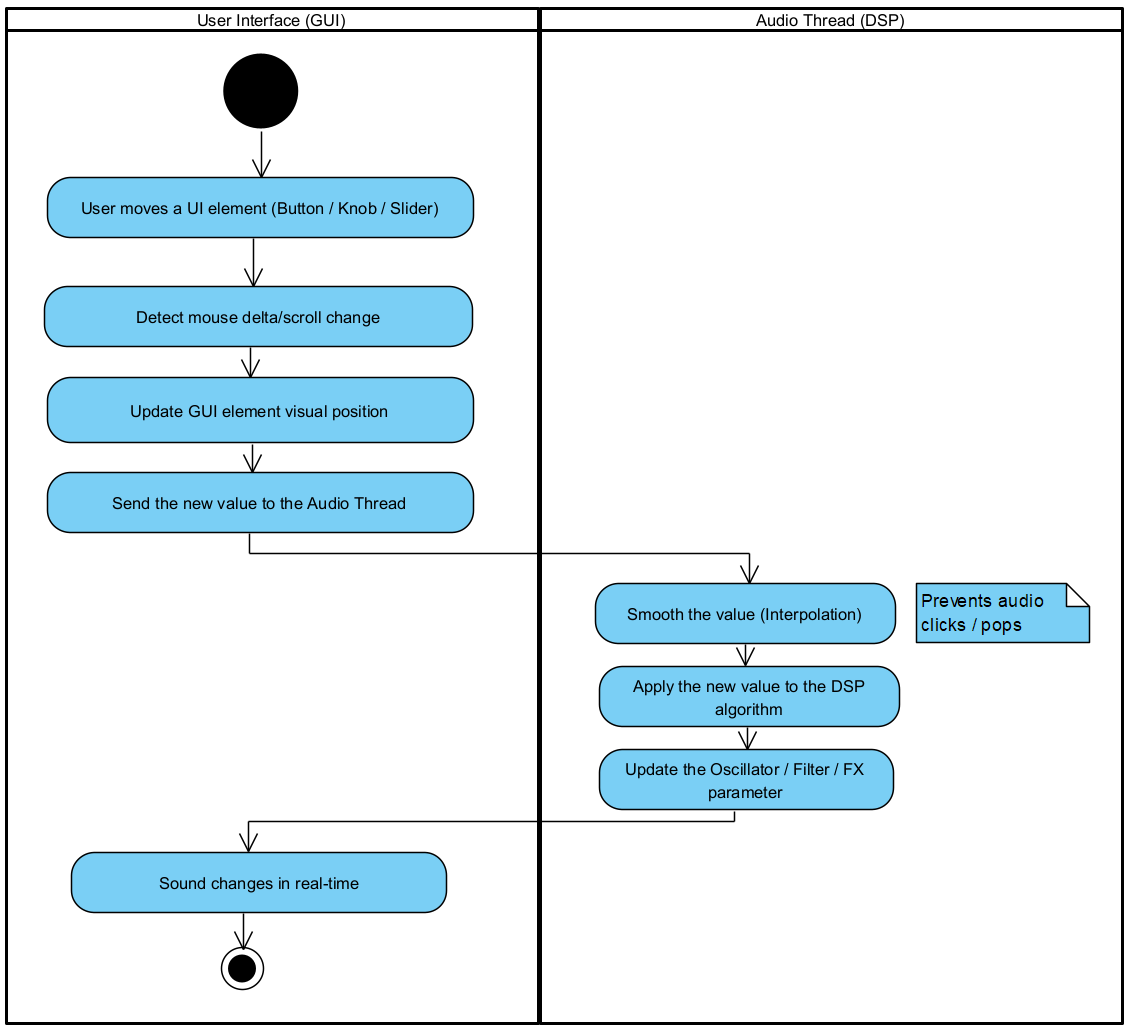 User Interface (GUI)
Audio Thread (DSP)
User moves a UI element (Button / Knob / Slider)
Detect mouse delta/scroll change
Update GUI element visual position
Send the new value to the Audio Thread
Smooth the value (Interpolation)
Prevents audio
clicks / pops
Apply the new value to the DSP
algorithm
Update the Oscillator / Filter / FX
parameter
Sound changes in real-time